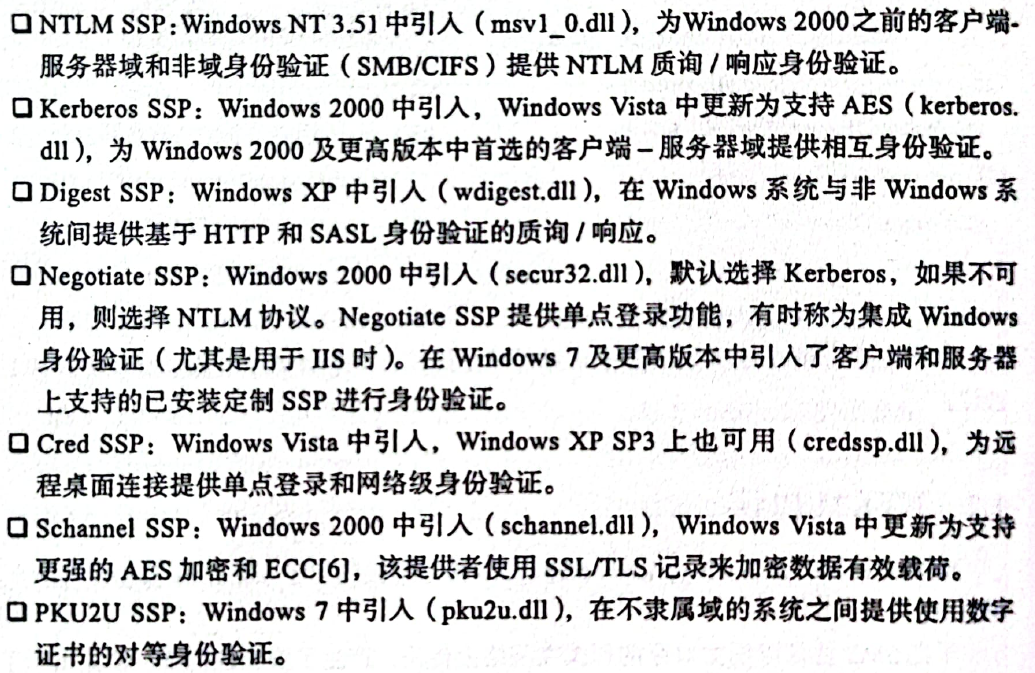 □ NTLM SSP:Windows NT 3.51 中引入（msv1_0.dll），为Windows 2000之前的客户端-
服务器域和非域身份验证（SMB/CIFS）提供 NTLM 质询 / 响应身份验证。
□ Kerberos SSP：Windows 2000 中引入，Windows Vista 中更新为支持 AES（kerberos.
dll），为 Windows 2000 及更高版本中首选的客户端 – 服务器域提供相互身份验证。
□ Digest SSP：Windows XP 中引入（wdigest.dll），在 Windows 系统与非 Windows 系
统间提供基于 HTTP 和 SASL 身份验证的质询 / 响应。
□ Negotiate SSP：Windows 2000 中引入（secur32.dll），默认选择 Kerberos，如果不可
用，则选择 NTLM 协议。Negotiate SSP 提供单点登录功能，有时称为集成 Windows
身份验证（尤其是用于 IIS 时）。在 Windows 7 及更高版本中引入了客户端和服务器
上支持的已安装定制 SSP 进行身份验证。
□ Cred SSP：Windows Vista 中引入，Windows XP SP3 上也可用（credssp.dll），为远
程桌面连接提供单点登录和网络级身份验证。
□ Schannel SSP：Windows 2000 中引入（schannel.dll），Windows Vista 中更新为支持
更强的 AES 加密和 ECC[6]，该提供者使用 SSL/TLS 记录来加密数据有效载荷。
□ PKU2U SSP：Windows 7 中引入（pku2u.dll），在不隶属域的系统之间提供使用数字
证书的对等身份验证。